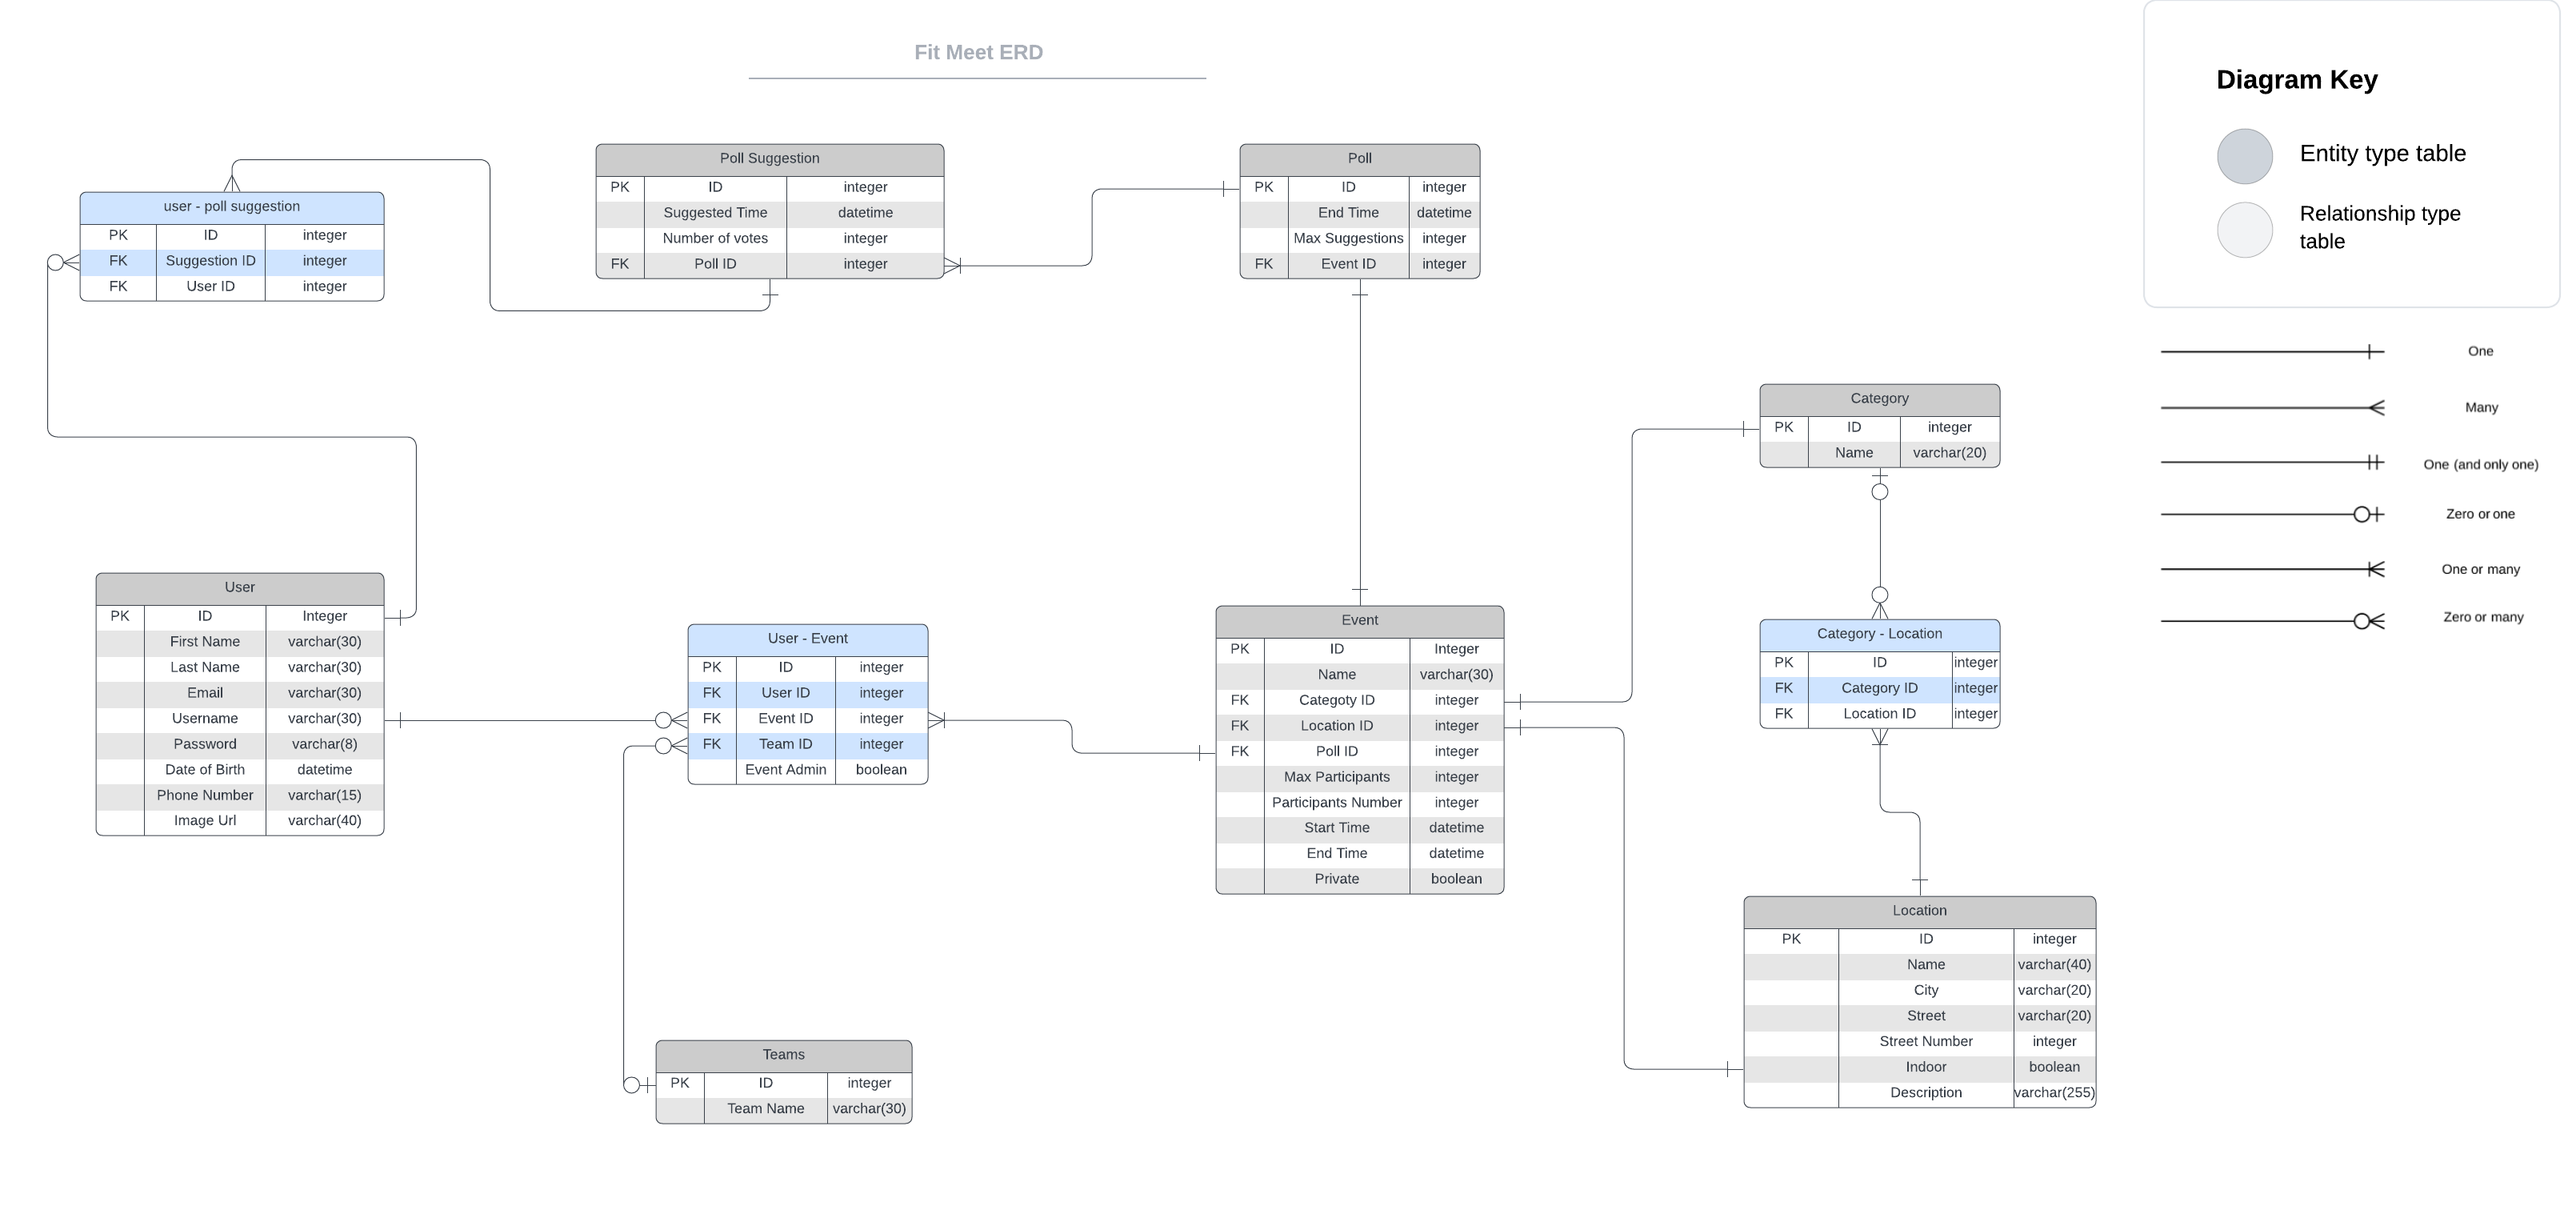 Fit Meet ERD
Diagram Key
Entity type table
Relationship type
table
One
Many
One (and only one)
Zero or one
One or many
Zero or many
user - poll suggestion
PK ID integer
FK Suggestion ID integer
FK User ID integer
Poll Suggestion
PK ID integer
Suggested Time datetime
Number of votes integer
FK Poll ID integer
Poll
PK ID integer
End Time datetime
Max Suggestions integer
FK Event ID integer
Category
PK ID integer
Name varchar(20)
User
PK ID Integer
First Name varchar(30)
Last Name varchar(30)
Email varchar(30)
Username varchar(30)
Password varchar(8)
Date of Birth datetime
Phone Number varchar(15)
Image Url varchar(40)
User - Event
PK ID integer
FK User ID integer
FK Event ID integer
FK Team ID integer
Event Admin boolean
Event
PK ID Integer
Name varchar(30)
FK Categoty ID integer
FK Location ID integer
FK Poll ID integer
Max Participants integer
Participants Number integer
Start Time datetime
End Time datetime
Private boolean
Category - Location
PK ID integer
FK Category ID integer
FK Location ID integer
Location
PK ID integer
Name varchar(40)
City varchar(20)
Street varchar(20)
Street Number integer
Indoor boolean
Description varchar(255)
Teams
PK ID integer
Team Name varchar(30)